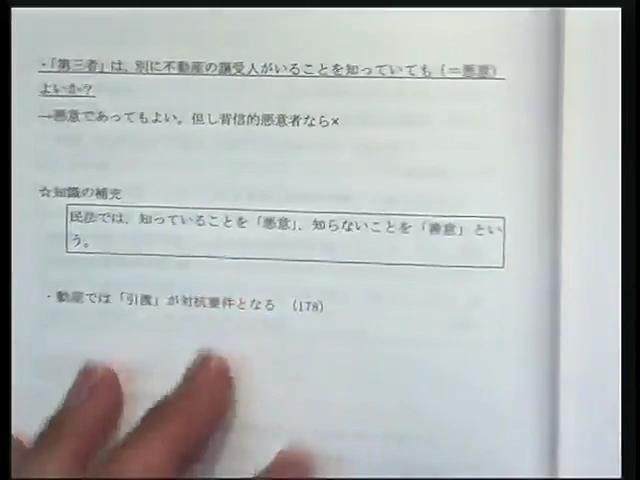 ・「第三者」は、別に不動産の譲受人がいることを知っていても（＝悪意）
よいか？
→悪意であってもよい。但し背信的悪意者なら×
☆知識の補充
民法では、知っていることを「悪意」、知らないことを「善意」とい
う。
・動産では「引渡」が対抗要件となる　（178）